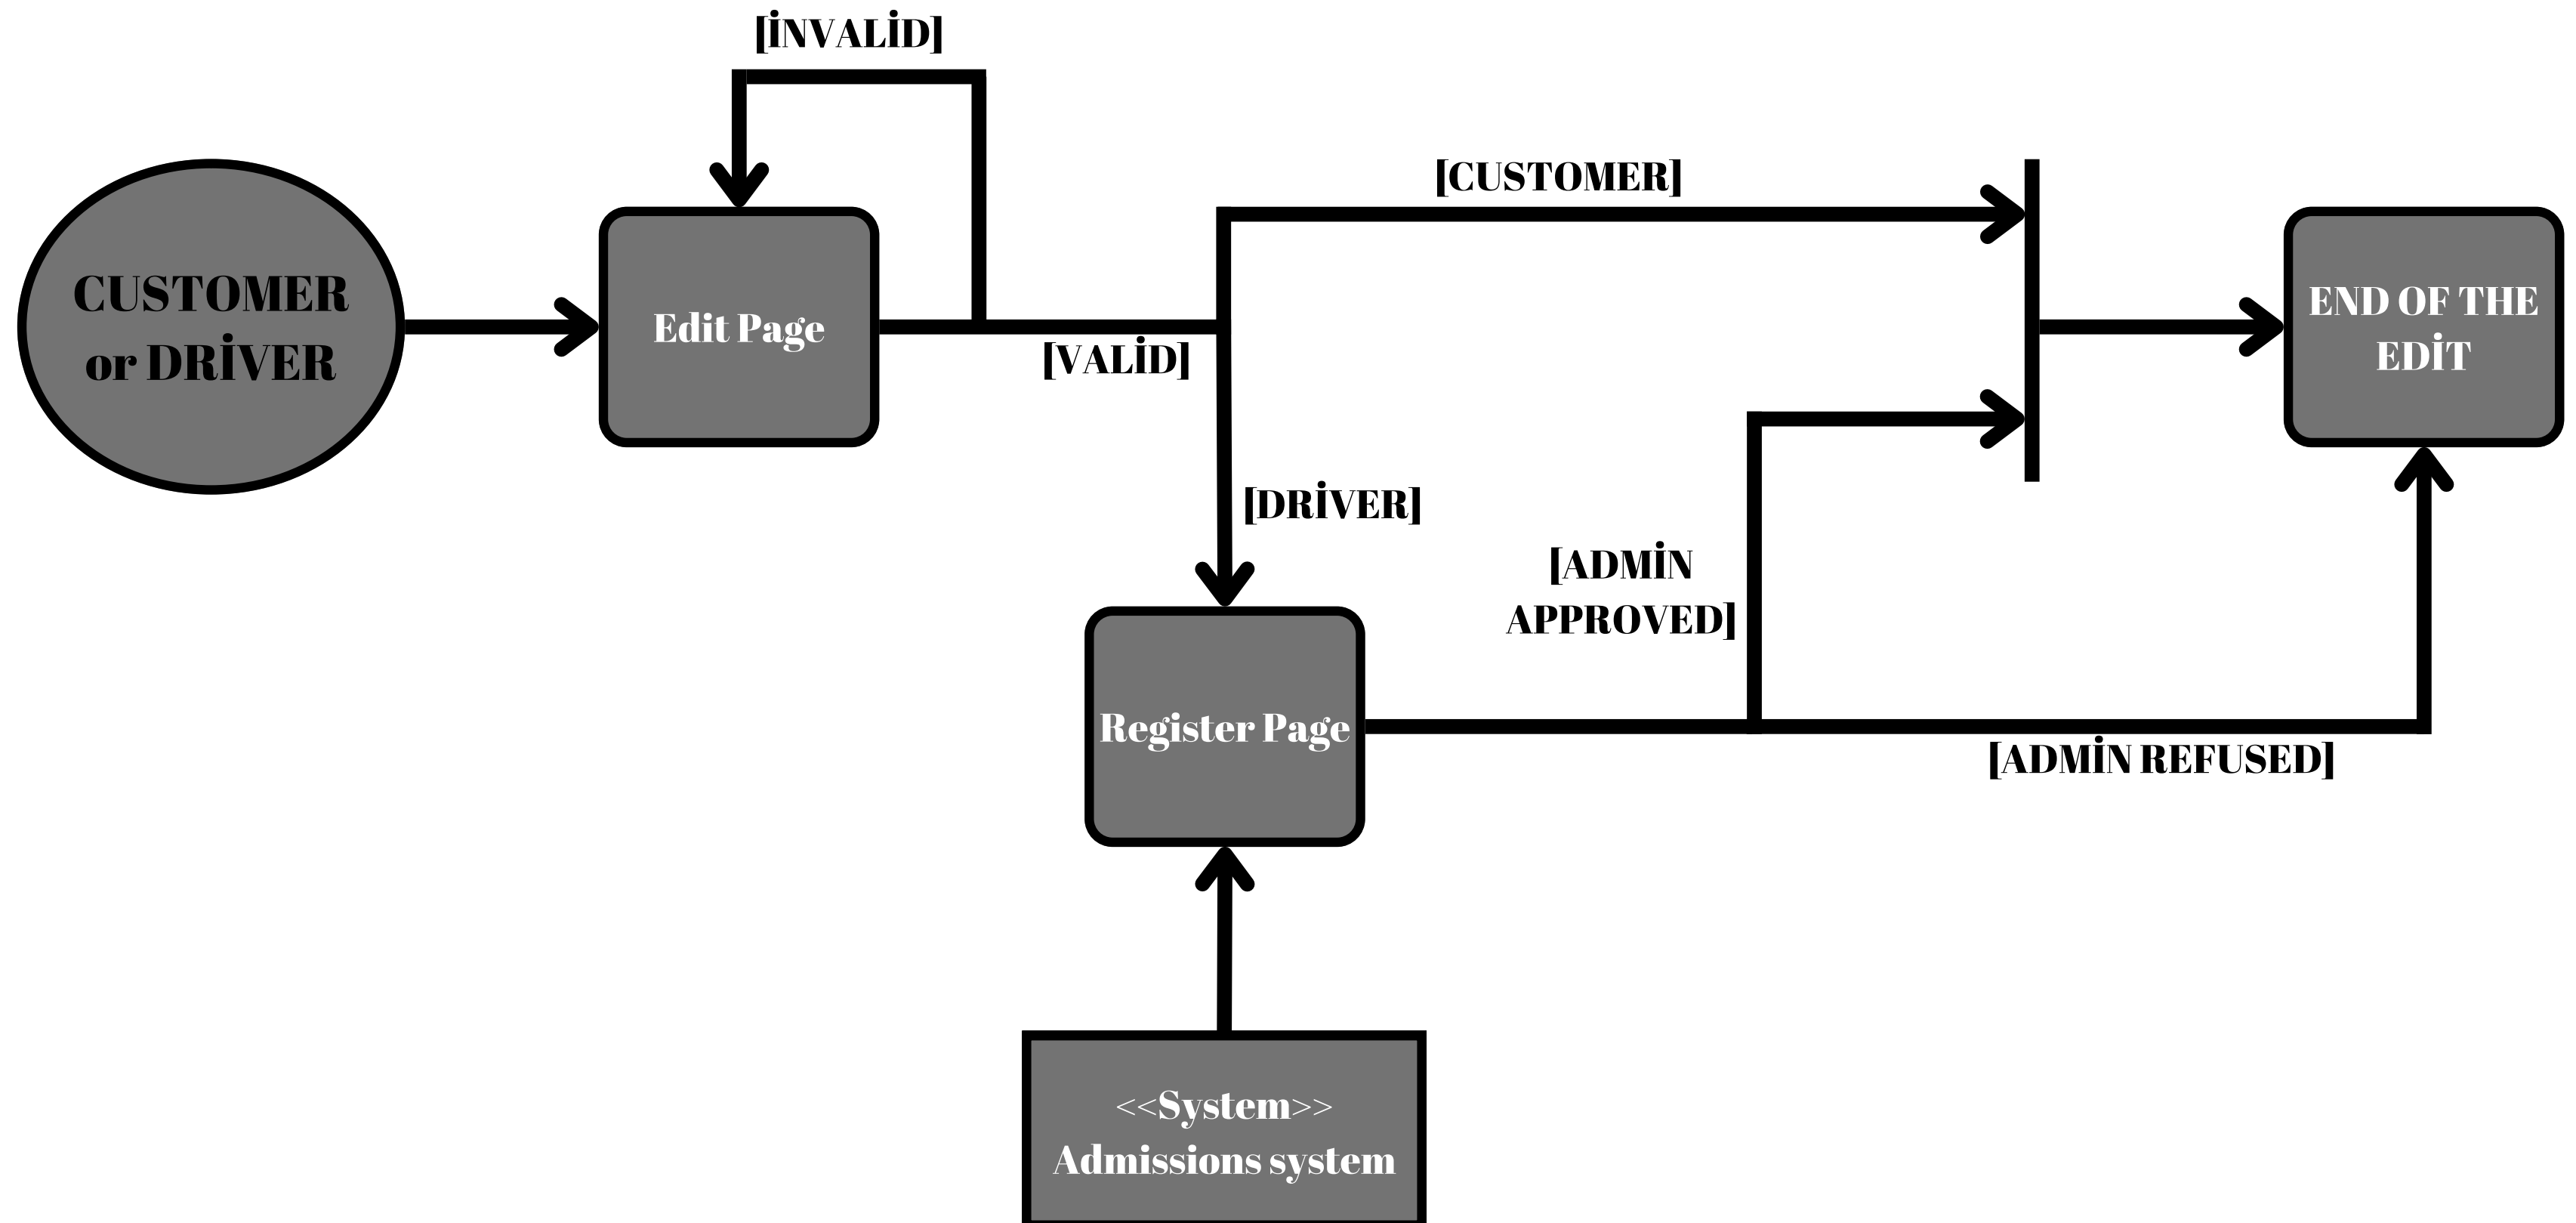 [İNVALİD]
[CUSTOMER]
CUSTOMER
or DRİVER
Edit Page
[VALİD]
END OF THE
EDİT
[DRİVER]
[ADMİN
APPROVED]
Register Page
[ADMİN REFUSED]
<<System>>
Admissions system